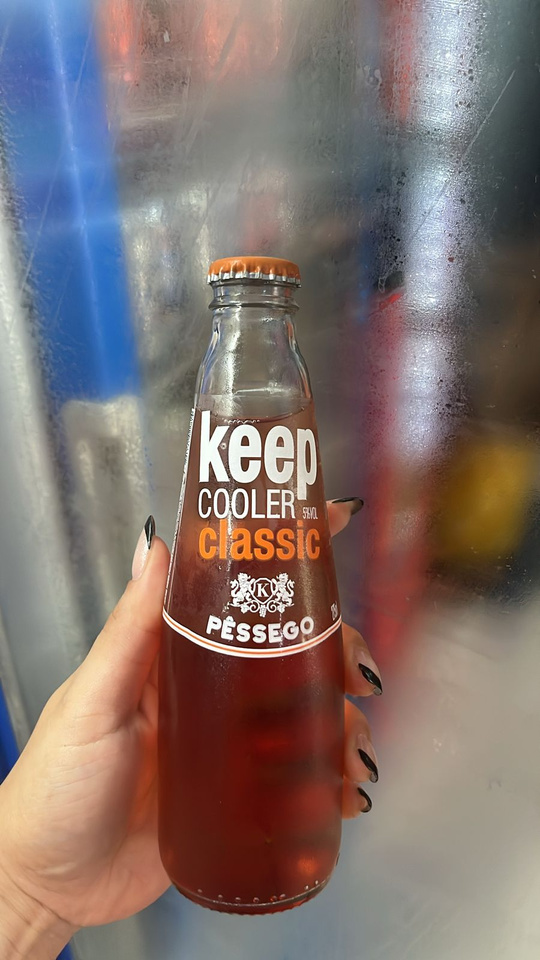 keep
COOLER 5%VOL
classic
K
PÊSSEGO